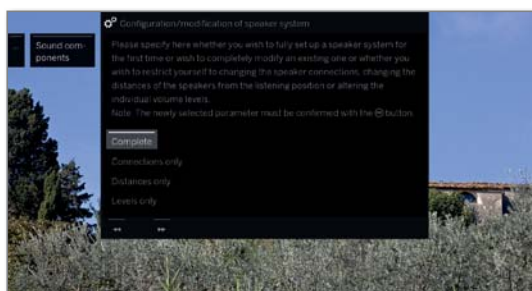 Configuration/modification of speaker system
Sound com-
ponents
Please specify here whether you wish to fully set up a speaker system for
the first time or wish to completely modify an existing one or whether you
wish to restrict yourself to changing the speaker connections, changing the
distances of the speakers from the listening position or altering the
individual volume levels.
Note: The newly selected parameter must be confirmed with the OK button.
Complete
Connections only
Distances only
Levels only